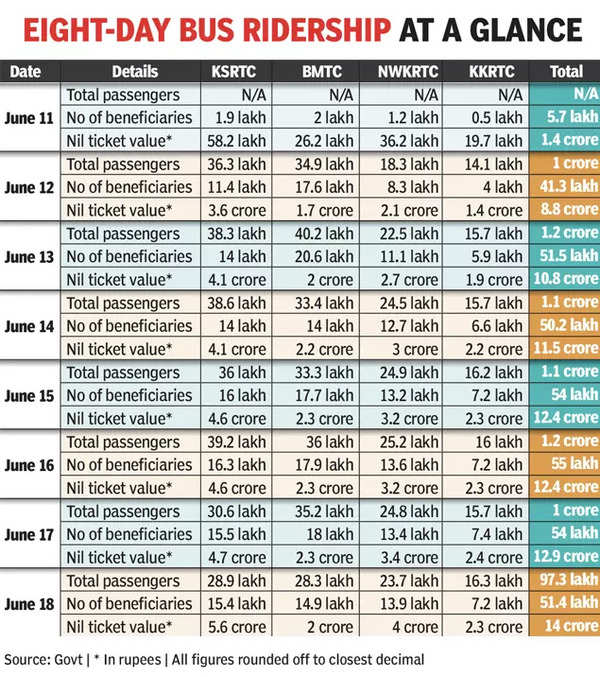 EIGHT-DAY BUS RIDERSHIP AT A GLANCE
Date Details KSRTC BMTC NWKRTC KKRTC Total
Total passengers N/A N/A N/A N/A N/A
June 11 No of beneficiaries 1.9 lakh 2 lakh 1.2 lakh 0.5 lakh 5.7 lakh
Nil ticket value* 58.2 lakh 26.2 lakh 36.2 lakh 19.7 lakh 1.4 crore
Total passengers 36.3 lakh 34.9 lakh 18.3 lakh 14.1 lakh 1 crore
June 12 No of beneficiaries 11.4 lakh 17.6 lakh 8.3 lakh 4 lakh 41.3 lakh
Nil ticket value* 3.6 crore 1.7 crore 2.1 crore 1.4 crore 8.8 crore
Total passengers 38.3 lakh 40.2 lakh 22.5 lakh 15.7 lakh 1.2 crore
June 13 No of beneficiaries 14 lakh 20.6 lakh 11.1 lakh 5.9 lakh 51.5 lakh
Nil ticket value* 4.1 crore 2 crore 2.7 crore 1.9 crore 10.8 crore
Total passengers 38.6 lakh 33.4 lakh 24.5 lakh 15.7 lakh 1.1 crore
June 14 No of beneficiaries 14 lakh 14 lakh 12.7 lakh 6.6 lakh 50.2 lakh
Nil ticket value* 4.1 crore 2.2 crore 3 crore 2.2 crore 11.5 crore
Total passengers 36 lakh 33.3 lakh 24.9 lakh 16.2 lakh 1.1 crore
June 15 No of beneficiaries 16 lakh 17.7 lakh 13.2 lakh 7.2 lakh 54 lakh
Nil ticket value* 4.6 crore 2.3 crore 3.2 crore 2.3 crore 12.4 crore
Total passengers 39.2 lakh 36 lakh 25.2 lakh 16 lakh 1.2 crore
June 16 No of beneficiaries 16.3 lakh 17.9 lakh 13.6 lakh 7.2 lakh 55 lakh
Nil ticket value* 4.6 crore 2.3 crore 3.2 crore 2.3 crore 12.4 crore
Total passengers 30.6 lakh 35.2 lakh 24.8 lakh 15.7 lakh 1 crore
June 17 No of beneficiaries 15.5 lakh 18 lakh 13.4 lakh 7.4 lakh 54 lakh
Nil ticket value* 4.7 crore 2.3 crore 3.4 crore 2.4 crore 12.9 crore
Total passengers 28.9 lakh 28.3 lakh 23.7 lakh 16.3 lakh 97.3 lakh
June 18 No of beneficiaries 15.4 lakh 14.9 lakh 13.9 lakh 7.2 lakh 51.4 lakh
Nil ticket value* 5.6 crore 2 crore 4 crore 2.3 crore 14 crore
Source: Govt | * In rupees | All figures rounded off to closest decimal